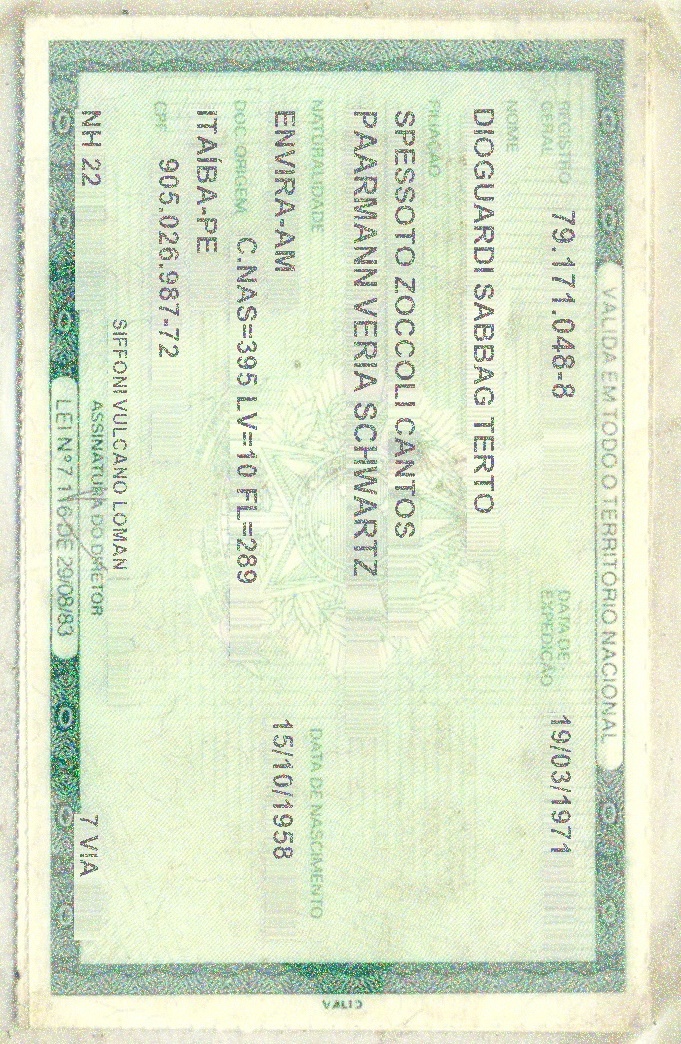 VÁLIDA EM TODO O TERRITÓRIO NACIONAL
REGISTRO GERAL 79.171.048-8 DATA DE EXPEDIÇÃO 19/03/1971
NOME
DIOGUARDI SABBAG TERTO
FILIAÇÃO
SPESSOTO ZOCCOLI CANTOS
PAARMANN VERIA SCHWARTZ
NATURALIDADE DATA DE NASCIMENTO
ENVIRA-AM 15/10/1958
DOC. ORIGEM C.NAS=395 LV=10 FL=289
ITAÍBA-PE
CPF 905.026.987-72
SIFFONI VULCANO LOMAN
NH 22 ASSINATURA DO DIRETOR 7 VIA
LEI Nº 7.116 DE 29/08/83